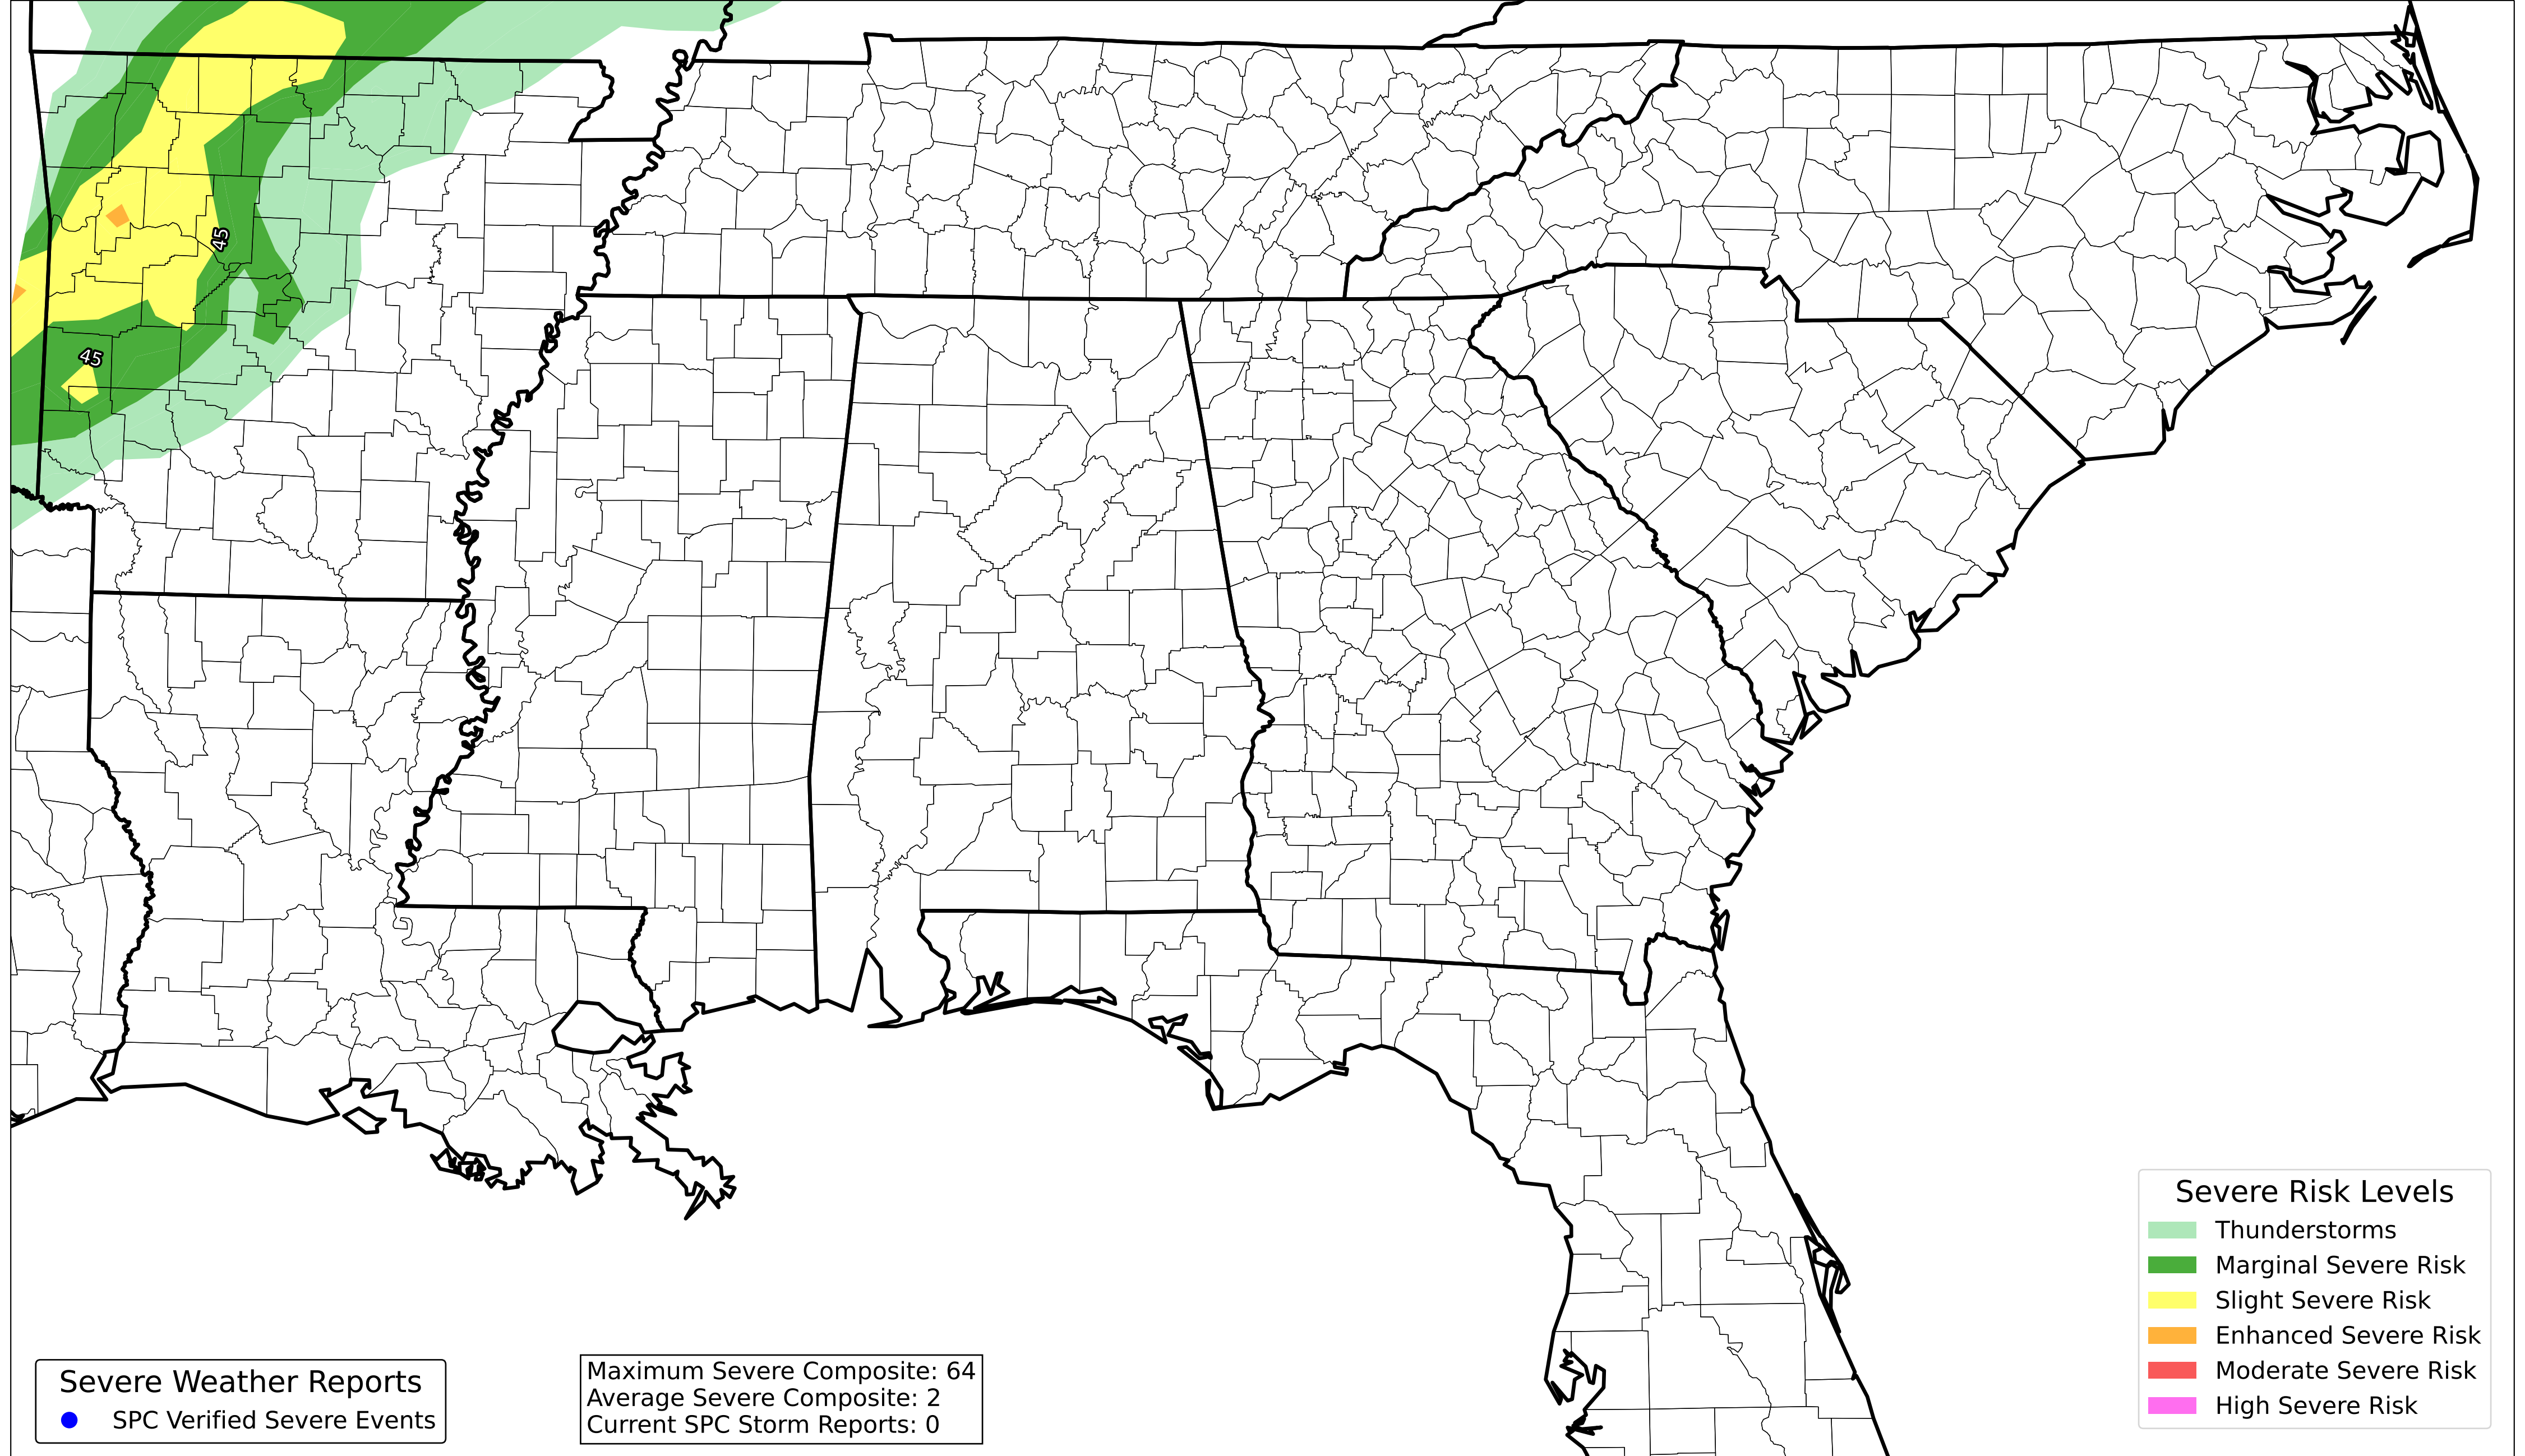 45
45
Severe Risk Levels
Thunderstorms
Marginal Severe Risk
Slight Severe Risk
Enhanced Severe Risk
Moderate Severe Risk
High Severe Risk
Severe Weather Reports
SPC Verified Severe Events
Maximum Severe Composite: 64
Average Severe Composite: 2
Current SPC Storm Reports: 0